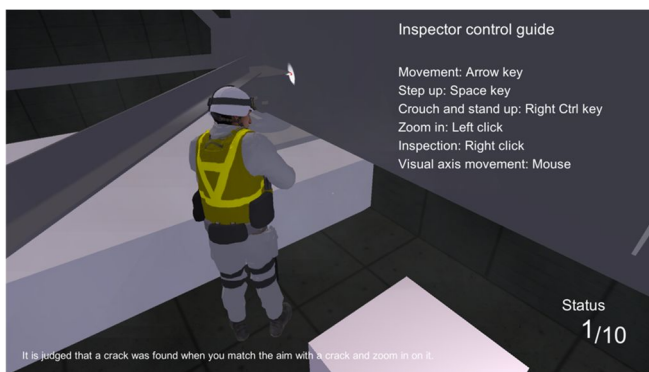 Inspector control guide
Movement: Arrow key
Step up: Space key
Crouch and stand up: Right Ctrl key
Zoom in: Left click
Inspection: Right click
Visual axis movement: Mouse
Status
1/10
It is judged that a crack was found when you match the aim with a crack and zoom in on it.